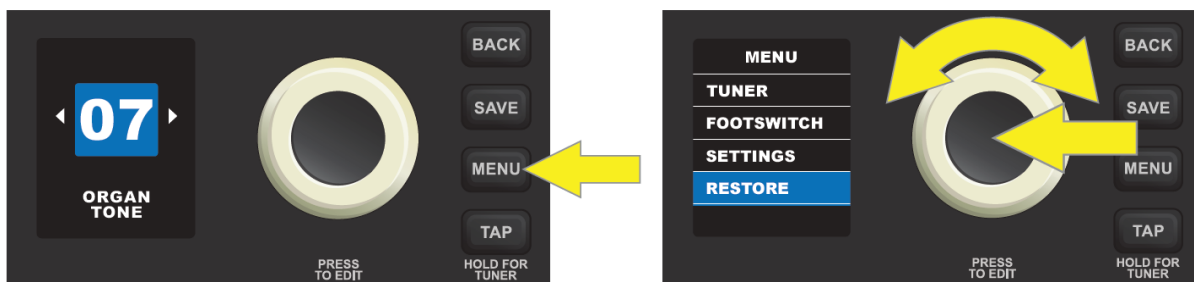 07
ORGAN
TONE
BACK
SAVE
MENU
TAP
HOLD FOR
TUNER
PRESS
TO EDIT
MENU
TUNER
FOOTSWITCH
SETTINGS
RESTORE
BACK
SAVE
MENU
TAP
HOLD FOR
TUNER
PRESS
TO EDIT